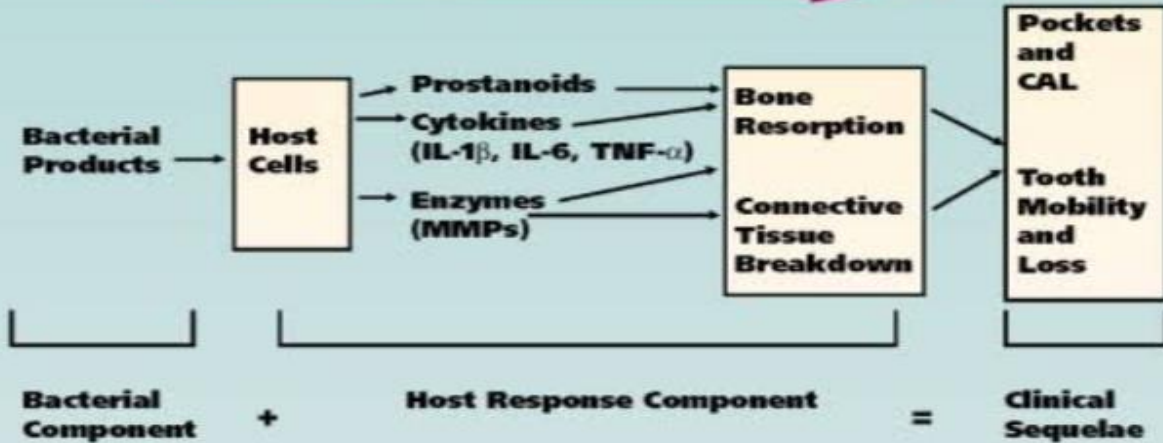 Bacterial
Products
Host
Cells
Prostanoids
Cytokines
(IL-1β, IL-6, TNF-α)
Enzymes
(MMPs)
Bone
Resorption
Connective
Tissue
Breakdown
Pockets
and
CAL
Tooth
Mobility
and
Loss
Bacterial
Component
+
Host Response Component
=
Clinical
Sequelae